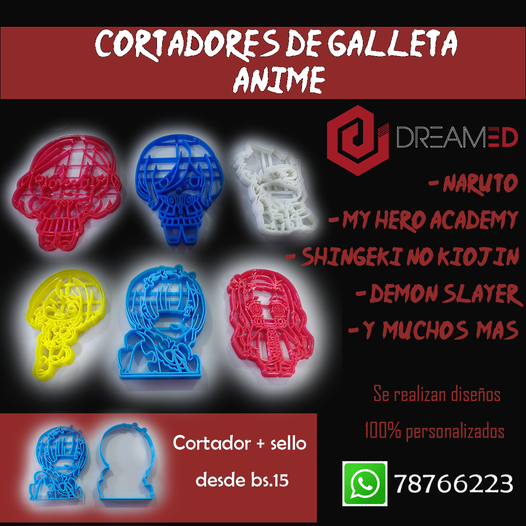 CORTADORES DE GALLETA
ANIME
DREAMED
- NARUTO
- MY HERO ACADEMY
- SHINGEKI NO KIOJIN
- DEMON SLAYER
- Y MUCHOS MAS
Se realizan diseños
100% personalizados
Cortador + sello
desde bs.15
78766223